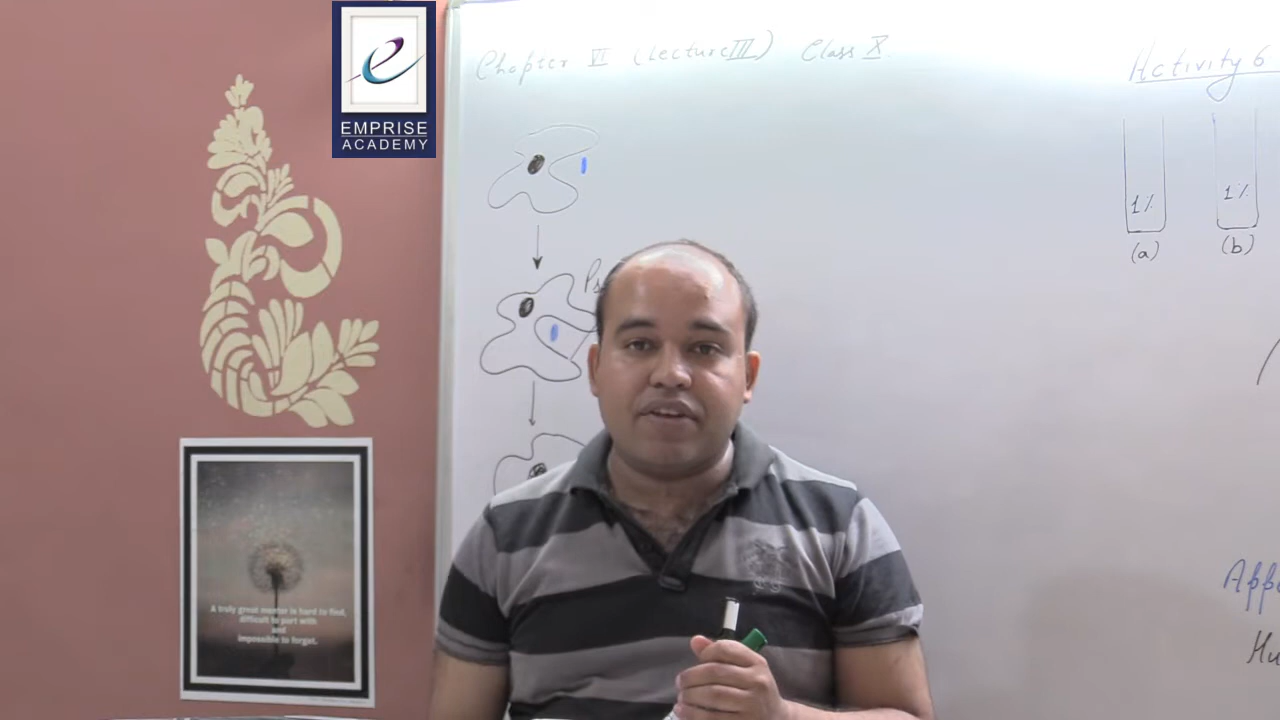 EMPRISE
ACADEMY
Chapter VI (Lecture III) Class X
Activity 6
1%
1%
(a)
(b)
A truly great mentor is hard to find,
difficult to part with
and
impossible to forget.